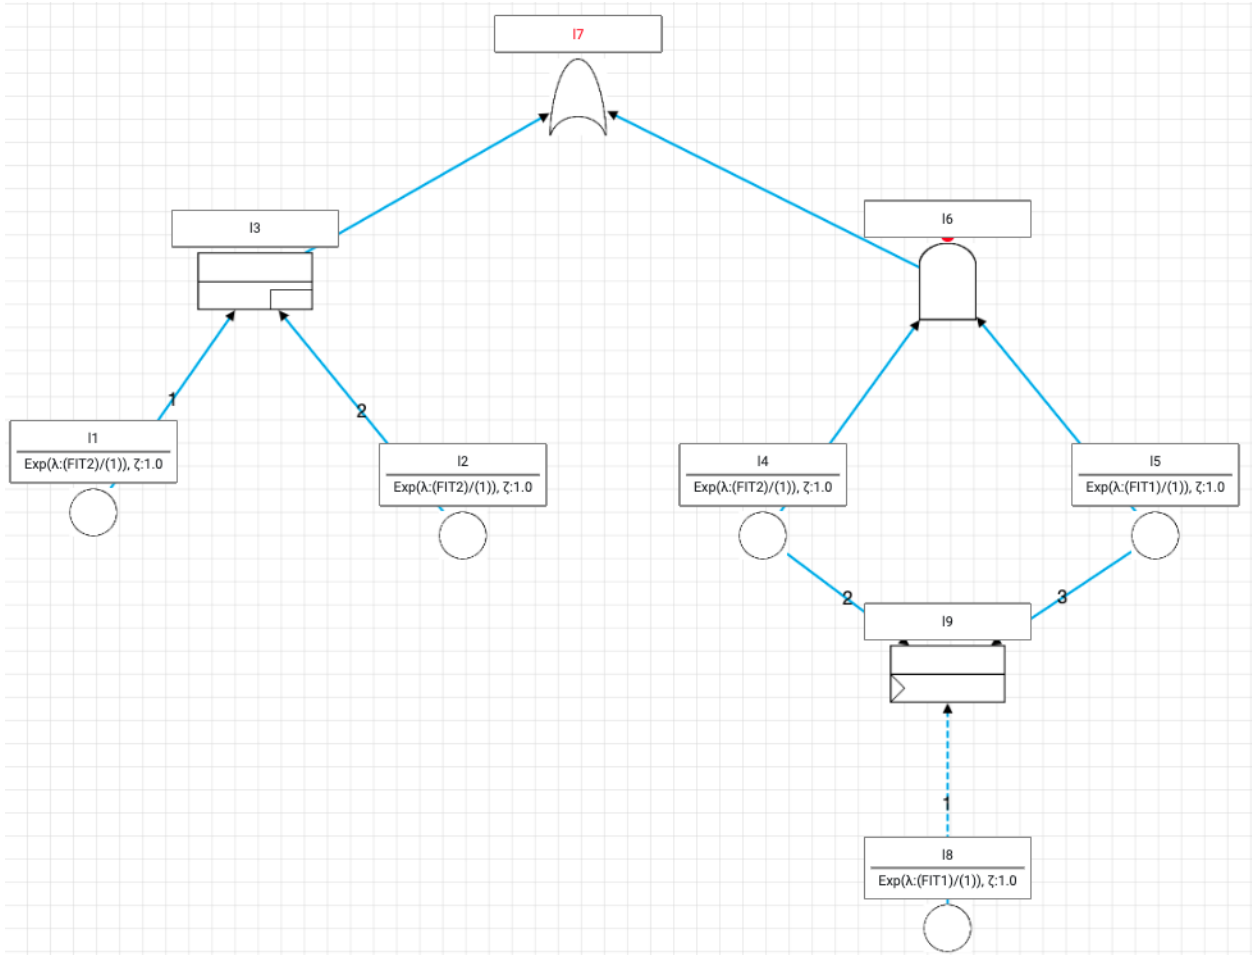 I7
I3
I6
1
2
I1
Exp(λ:(FIT2)/(1)), ζ:1.0
I2
Exp(λ:(FIT2)/(1)), ζ:1.0
I4
Exp(λ:(FIT2)/(1)), ζ:1.0
I5
Exp(λ:(FIT1)/(1)), ζ:1.0
2
3
I9
1
I8
Exp(λ:(FIT1)/(1)), ζ:1.0